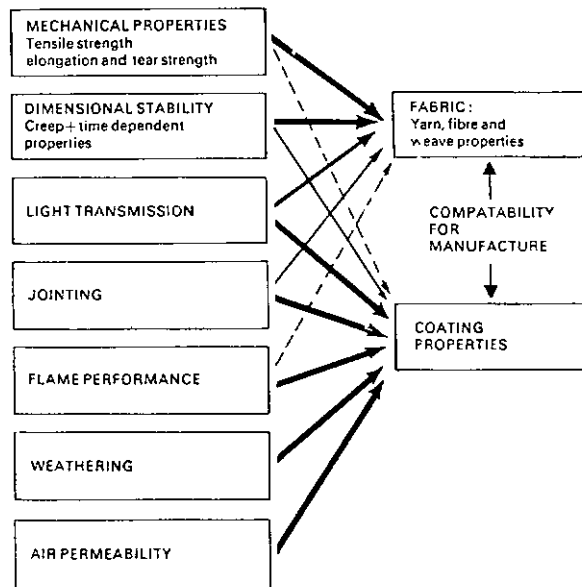 MECHANICAL PROPERTIES
Tensile strength
elongation and tear strength
DIMENSIONAL STABILITY
Creep + time dependent
properties
LIGHT TRANSMISSION
JOINTING
FLAME PERFORMANCE
WEATHERING
AIR PERMEABILITY
FABRIC :
Yarn, fibre and
weave properties
COMPATABILITY
FOR
MANUFACTURE
COATING
PROPERTIES